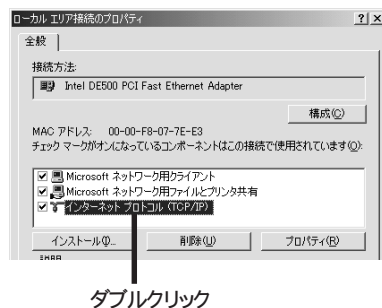 ローカル エリア接続のプロパティ ? ×
全般
接続方法:
Intel DE500 PCI Fast Ethernet Adapter
構成(C)
MAC アドレス: 00-00-F8-07-7E-E3
チェック マークがオンになっているコンポーネントはこの接続で使用されています(O):
Microsoft ネットワーク用クライアント
Microsoft ネットワーク用ファイルとプリンタ共有
インターネット プロトコル (TCP/IP)
インストール(I)... 削除(U) プロパティ(R)
説明
ダブルクリック